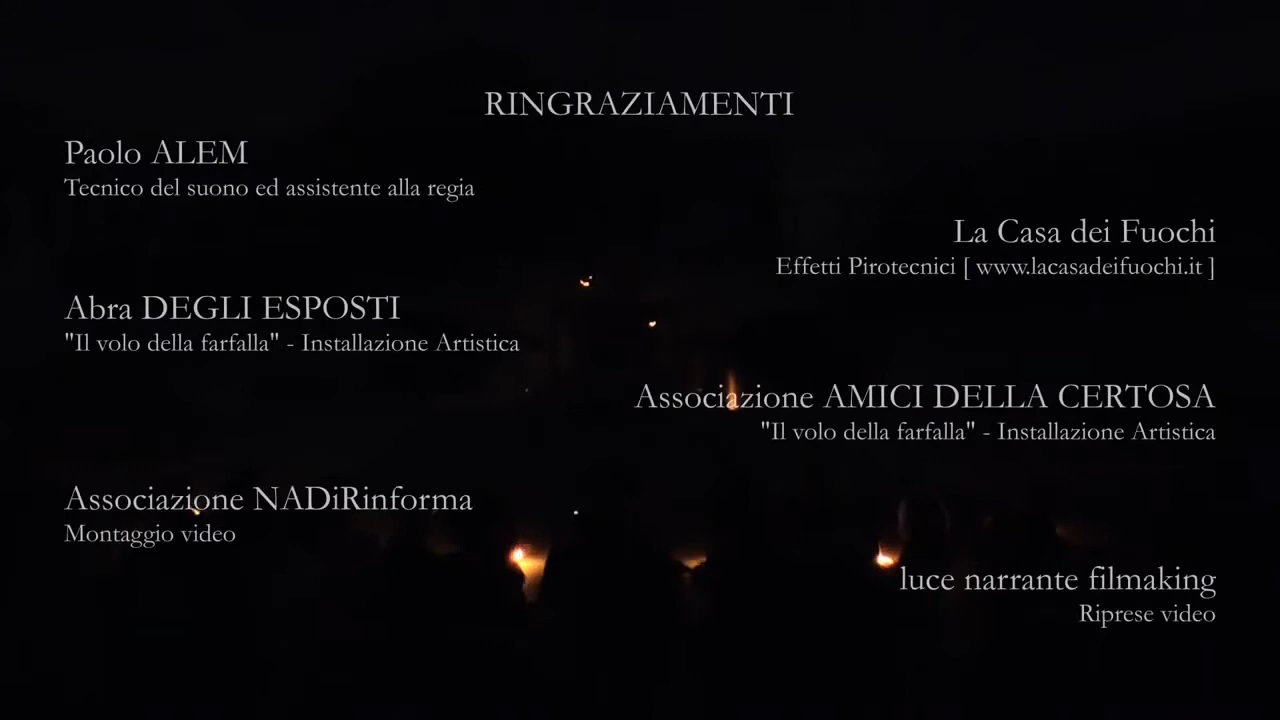 RINGRAZIAMENTI
Paolo ALEM
Tecnico del suono ed assistente alla regia
La Casa dei Fuochi
Effetti Pirotecnici [ www.lacasadeifuochi.it ]
Abra DEGLI ESPOSTI
"Il volo della farfalla" - Installazione Artistica
Associazione AMICI DELLA CERTOSA
"Il volo della farfalla" - Installazione Artistica
Associazione NADiRinforma
Montaggio video
luce narrante filmaking
Riprese video